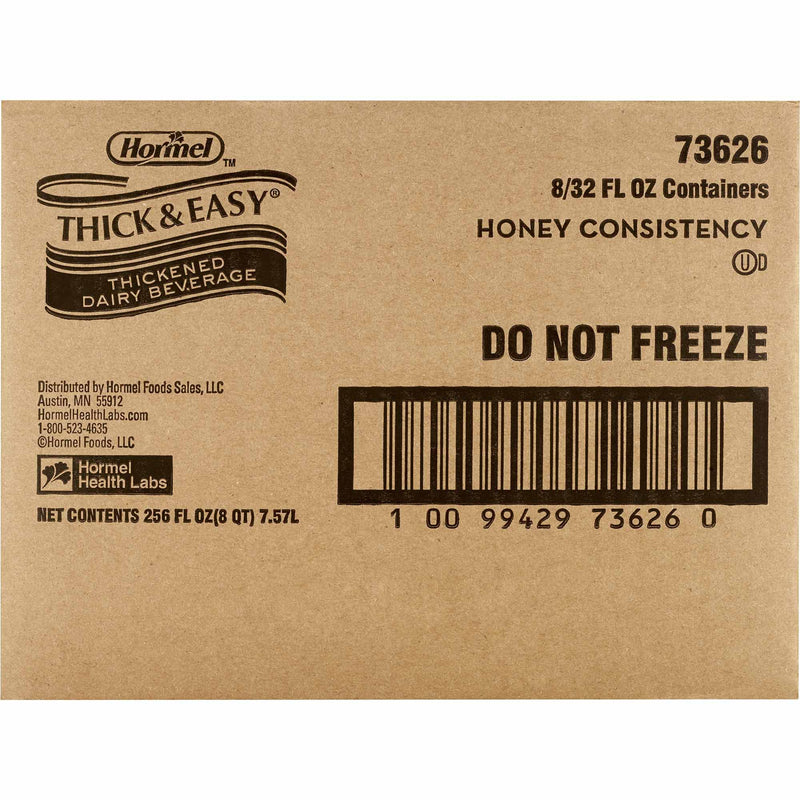 Hormel™
THICK & EASY®
THICKENED
DAIRY BEVERAGE
73626
8/32 FL OZ Containers
HONEY CONSISTENCY
ⓊD
DO NOT FREEZE
Distributed by Hormel Foods Sales, LLC
Austin, MN 55912
HormelHealthLabs.com
1-800-523-4635
©Hormel Foods, LLC
Hormel
Health Labs
NET CONTENTS 256 FL OZ(8 QT) 7.57L
1 00 99429 73626 0